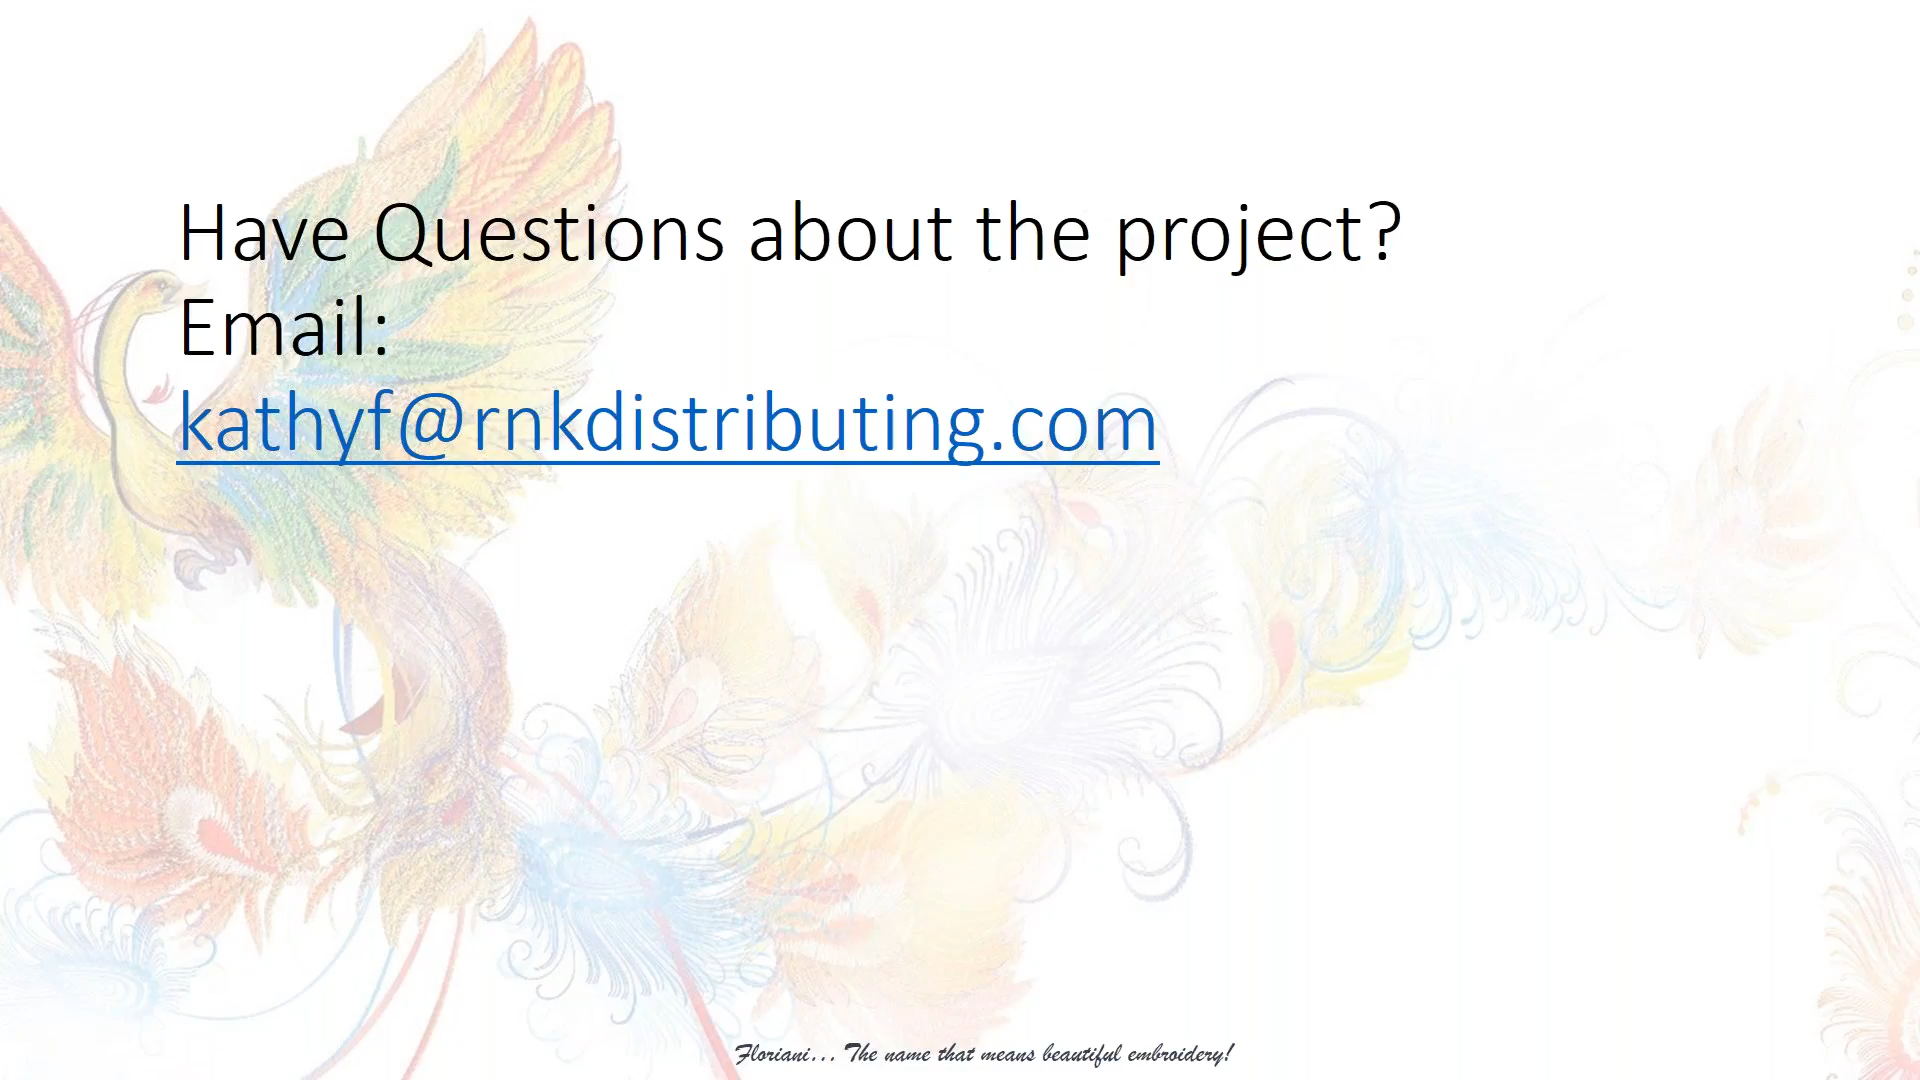 Have Questions about the project?
Email:
kathyf@rnkdistributing.com
Floriani... The name that means beautiful embroidery!